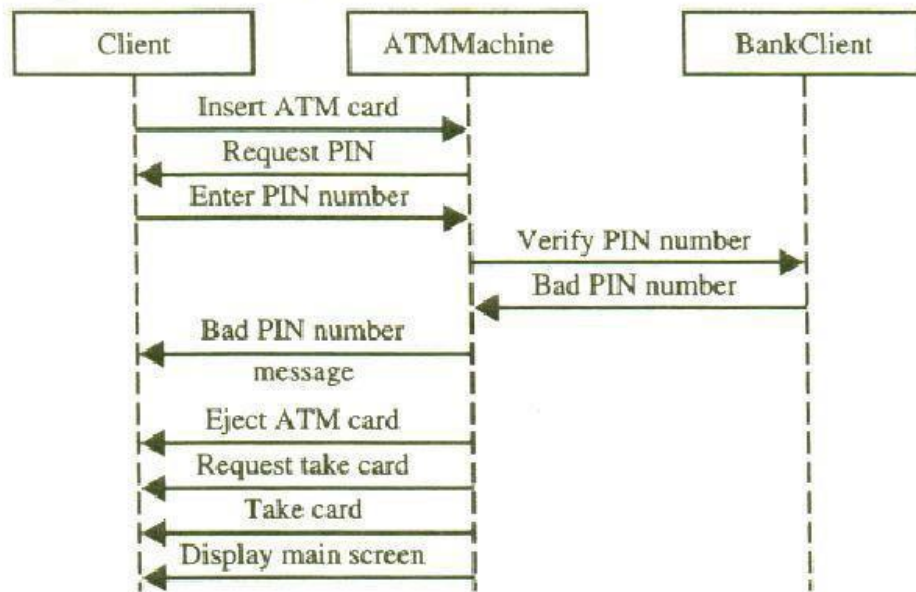 Client
ATMMachine
BankClient
Insert ATM card
Request PIN
Enter PIN number
Verify PIN number
Bad PIN number
Bad PIN number
message
Eject ATM card
Request take card
Take card
Display main screen